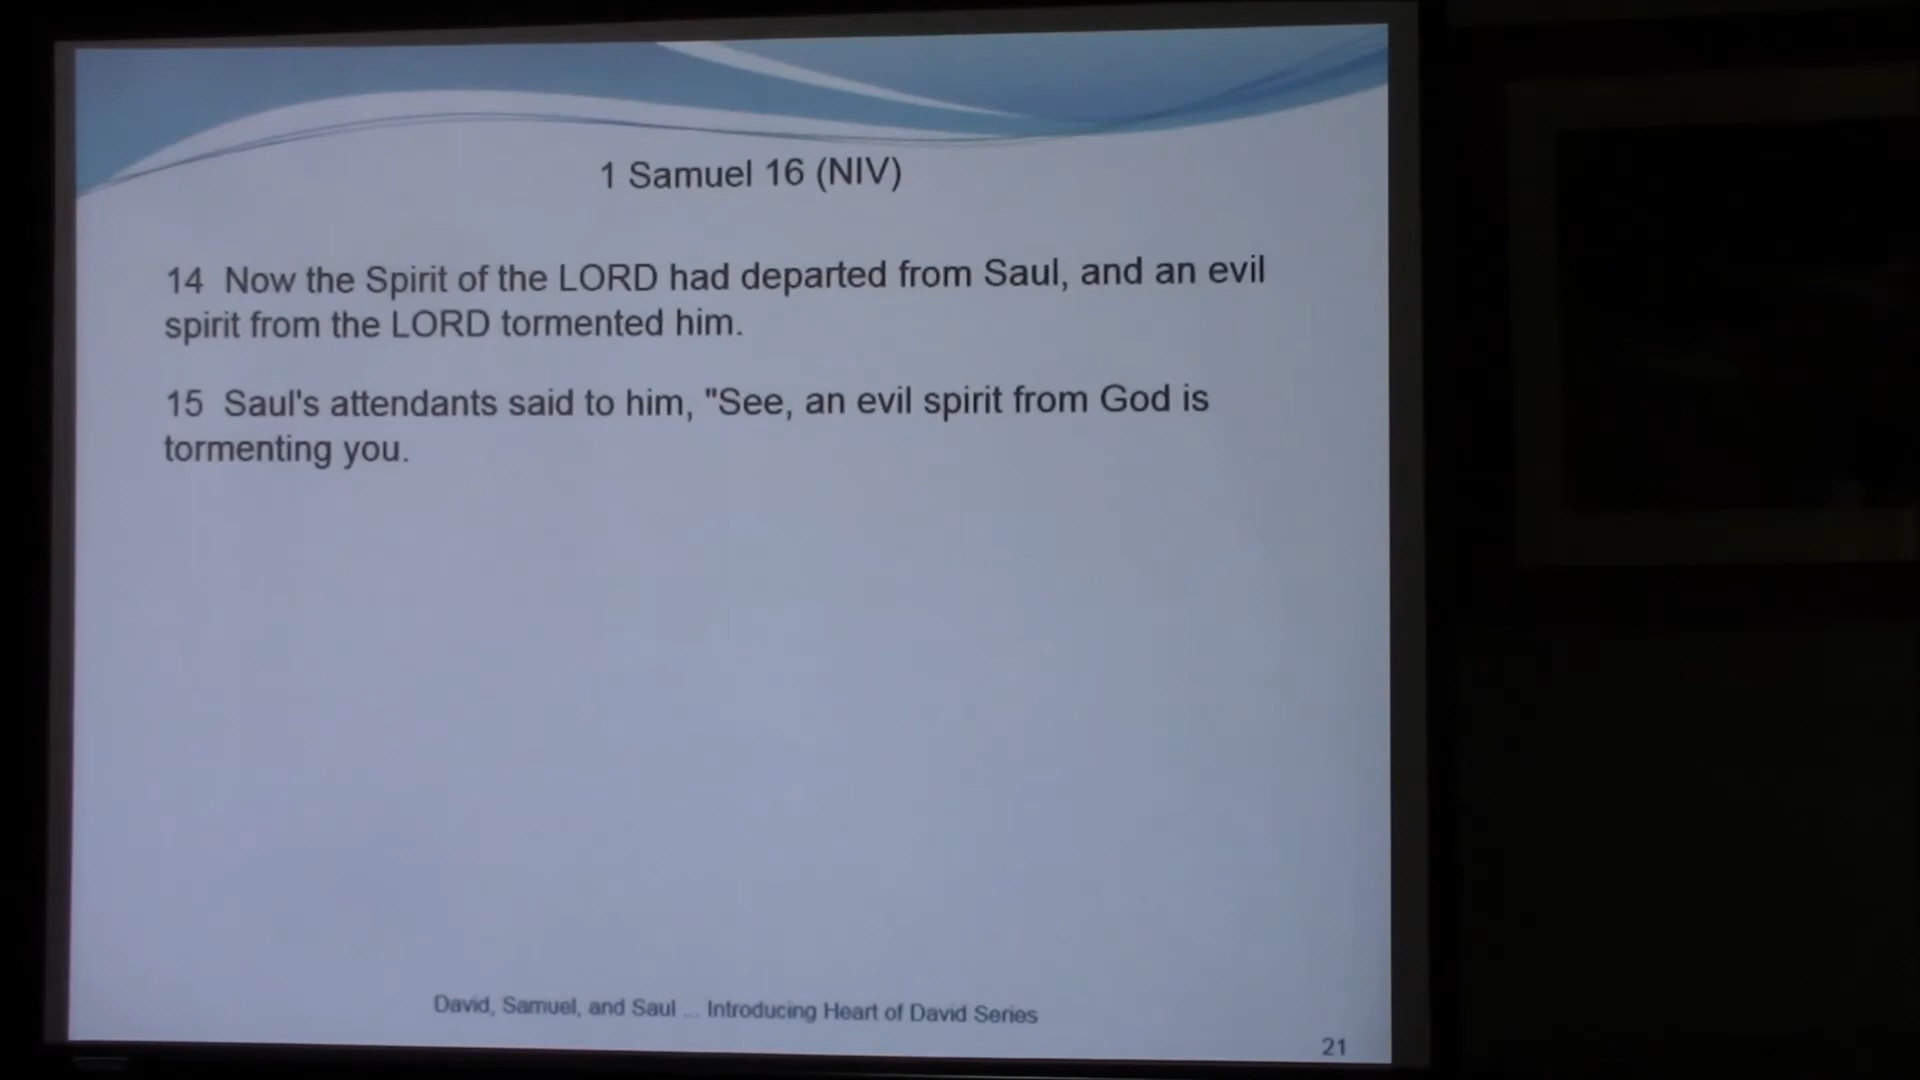 1 Samuel 16 (NIV)
14 Now the Spirit of the LORD had departed from Saul, and an evil
spirit from the LORD tormented him.
15 Saul's attendants said to him, "See, an evil spirit from God is
tormenting you.
David, Samuel, and Saul ... Introducing Heart of David Series
21